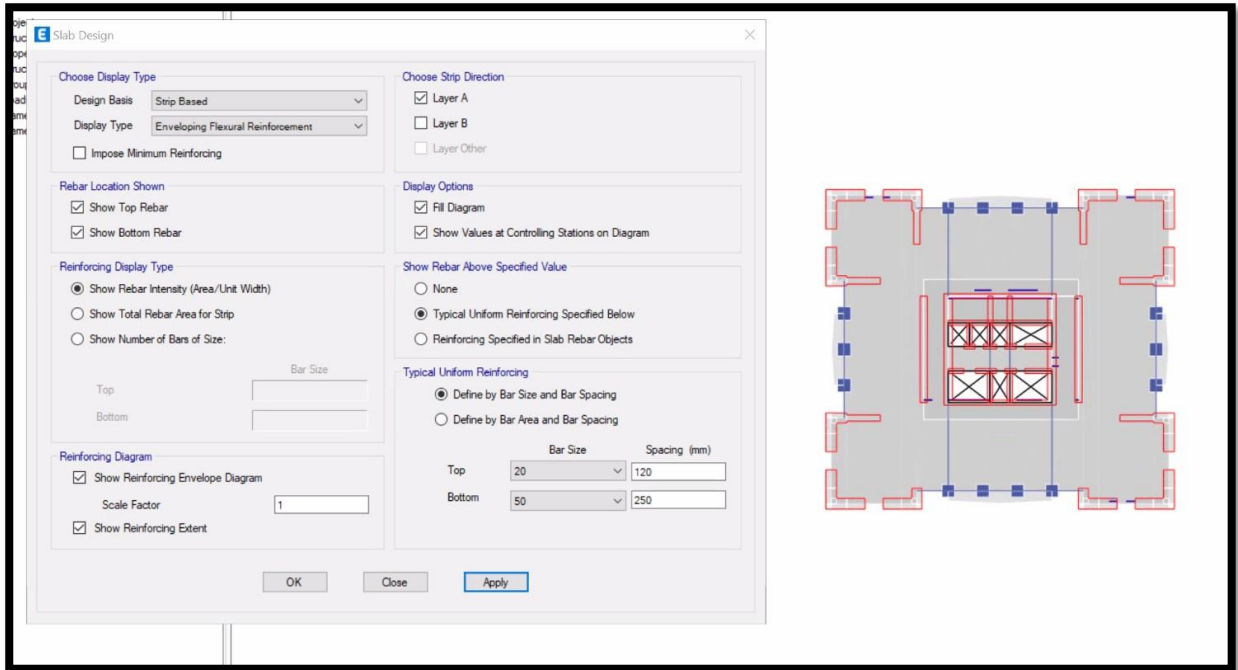 E Slab Design
Choose Display Type
Design Basis Strip Based
Display Type Enveloping Flexural Reinforcement
Impose Minimum Reinforcing
Rebar Location Shown
Show Top Rebar
Show Bottom Rebar
Reinforcing Display Type
Show Rebar Intensity (Area/Unit Width)
Show Total Rebar Area for Strip
Show Number of Bars of Size:
Bar Size
Top
Bottom
Reinforcing Diagram
Show Reinforcing Envelope Diagram
Scale Factor 1
Show Reinforcing Extent
Choose Strip Direction
Layer A
Layer B
Layer Other
Display Options
Fill Diagram
Show Values at Controlling Stations on Diagram
Show Rebar Above Specified Value
None
Typical Uniform Reinforcing Specified Below
Reinforcing Specified in Slab Rebar Objects
Typical Uniform Reinforcing
Define by Bar Size and Bar Spacing
Define by Bar Area and Bar Spacing
Bar Size Spacing (mm)
Top 20 120
Bottom 50 250
OK Close Apply